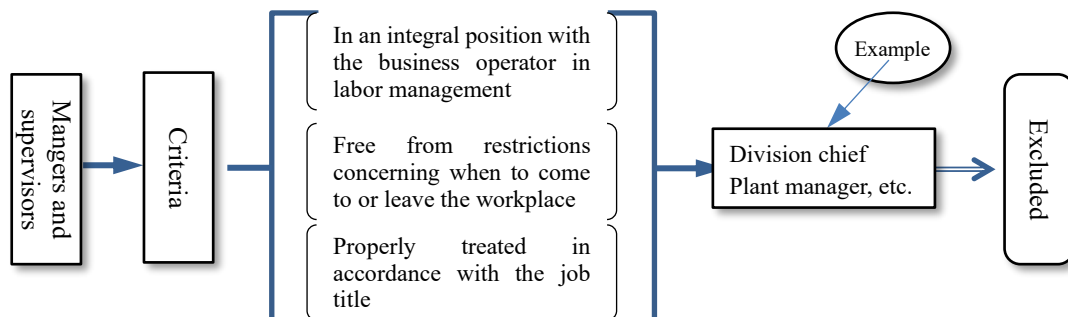 Mangers and
supervisors
Criteria
In an integral position with
the business operator in
labor management
Free from restrictions
concerning when to come
to or leave the workplace
Properly treated in
accordance with the job
title
Example
Division chief
Plant manager, etc.
Excluded